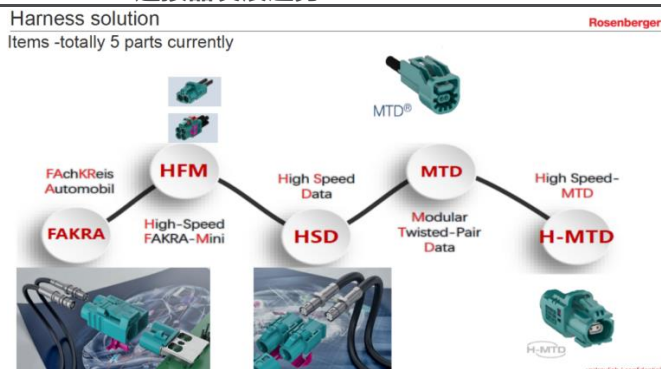 Harness solution
Rosenberger
Items -totally 5 parts currently
MTD®
FAchKReis
Automobil
HFM
High Speed
Data
MTD
High Speed-
MTD
FAKRA
High-Speed
FAKRA-Mini
HSD
Modular
Twisted-Pair
Data
H-MTD
H-MTD